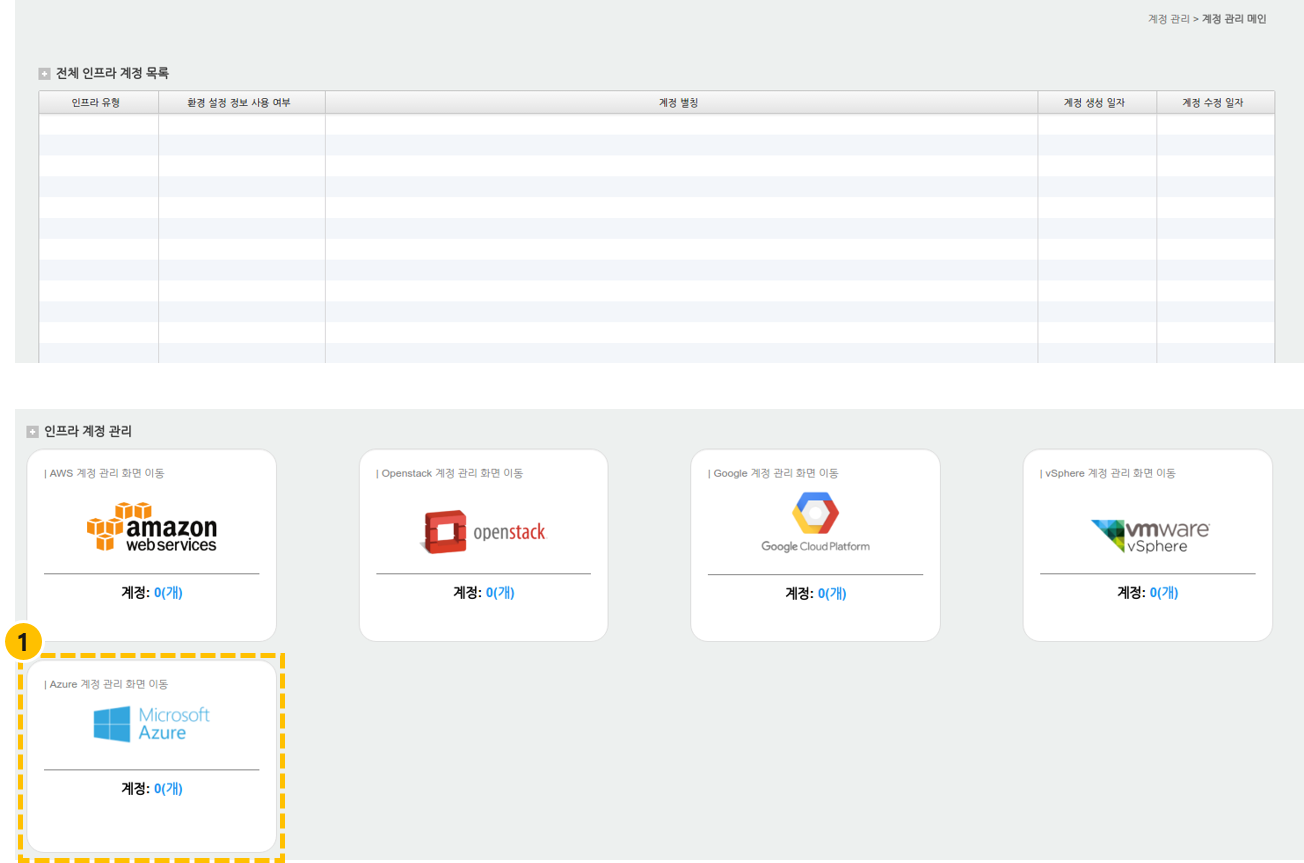 계정 관리 > 계정 관리 메인
전체 인프라 계정 목록
인프라 유형 환경 설정 정보 사용 여부 계정 별칭 계정 생성 일자 계정 수정 일자
인프라 계정 관리
| AWS 계정 관리 화면 이동
amazon
web services
계정: 0(개)
| Openstack 계정 관리 화면 이동
openstack
계정: 0(개)
| Google 계정 관리 화면 이동
Google Cloud Platform
계정: 0(개)
| vSphere 계정 관리 화면 이동
vmware
vSphere
계정: 0(개)
1
| Azure 계정 관리 화면 이동
Microsoft
Azure
계정: 0(개)